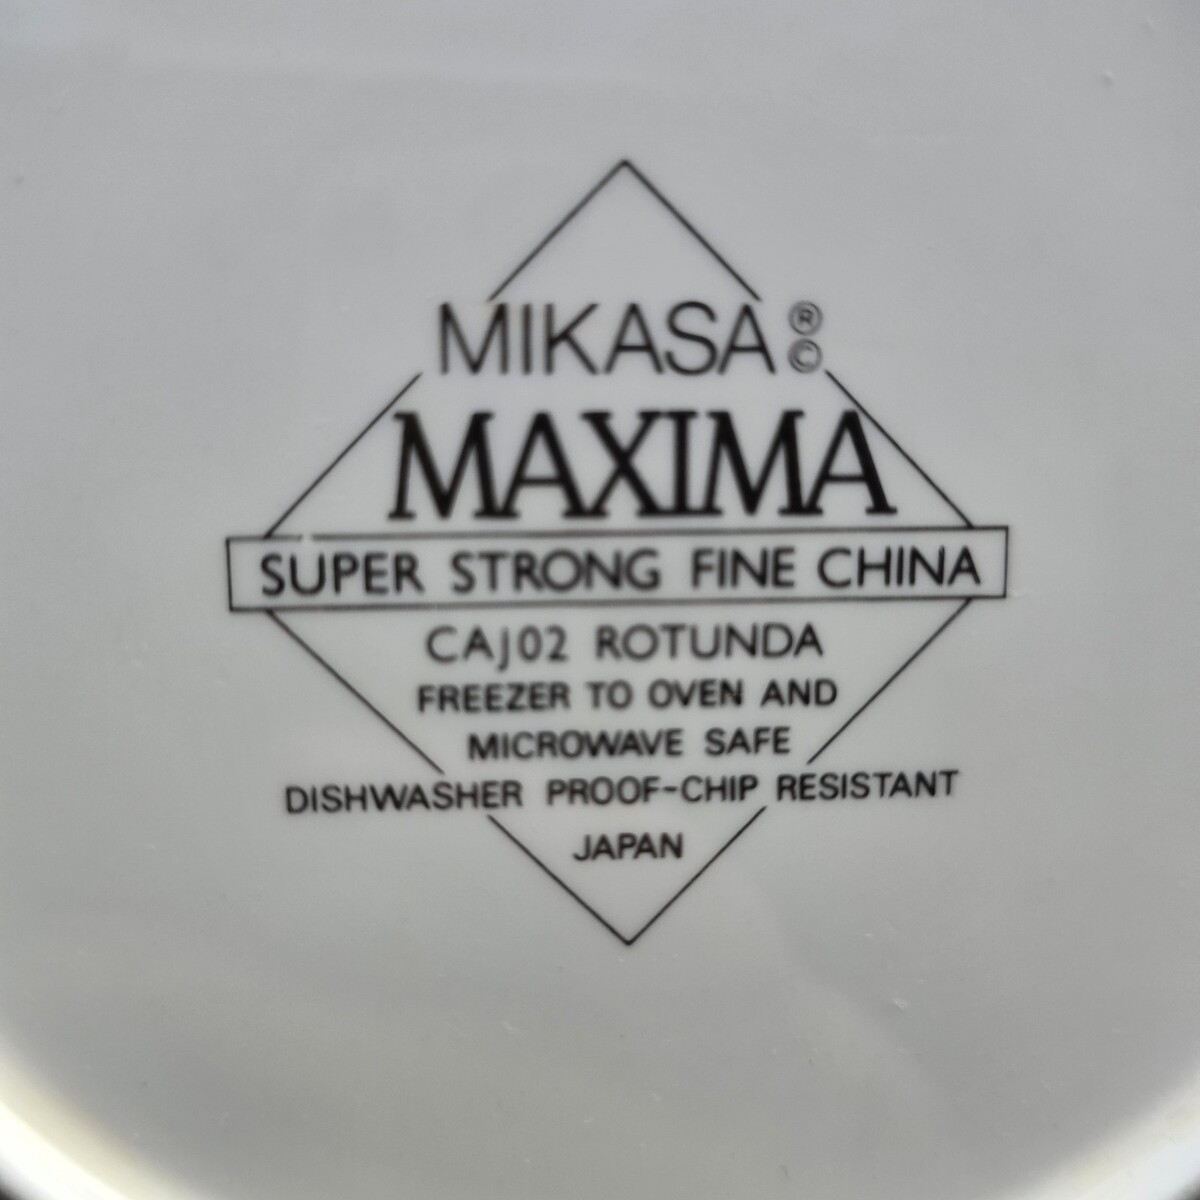 MIKASA ®
©
MAXIMA
SUPER STRONG FINE CHINA
CAJ02 ROTUNDA
FREEZER TO OVEN AND
MICROWAVE SAFE
DISHWASHER PROOF-CHIP RESISTANT
JAPAN